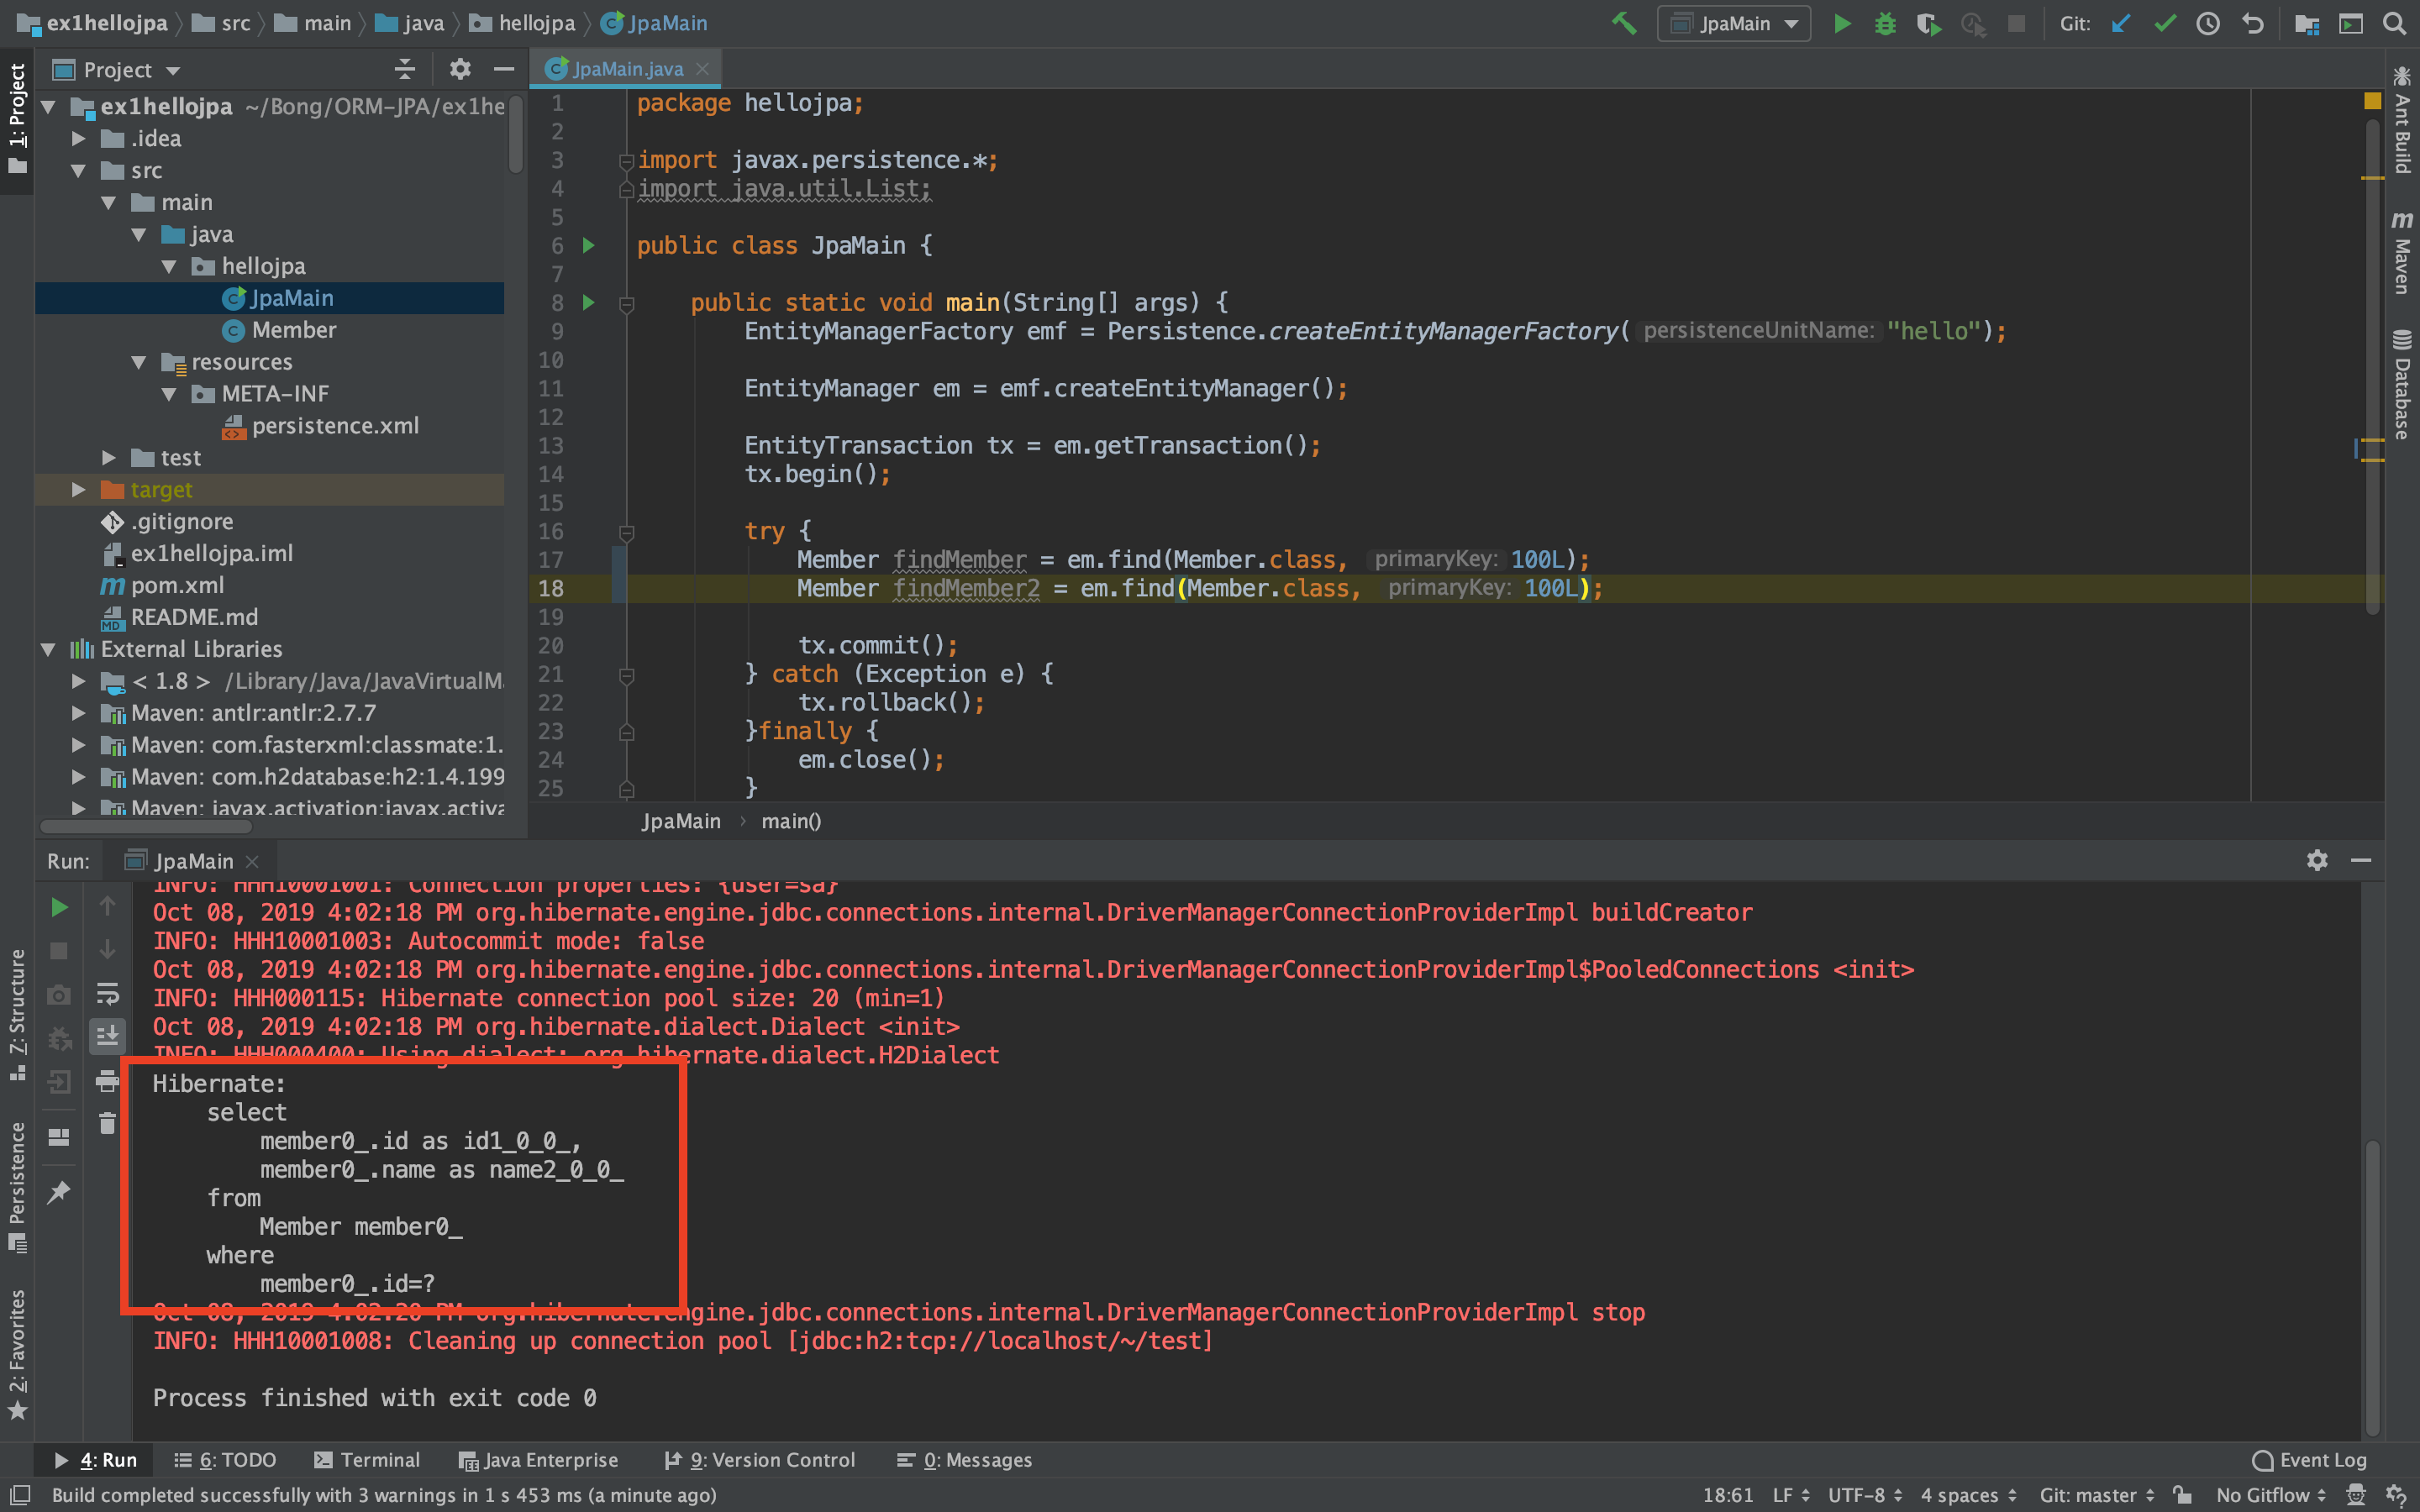 ex1hellojpa src main java hellojpa JpaMain
JpaMain Git:
1: Project
Project
ex1hellojpa ~/Bong/ORM-JPA/ex1he
.idea
src
main
java
hellojpa
JpaMain
Member
resources
META-INF
persistence.xml
test
target
.gitignore
ex1hellojpa.iml
pom.xml
README.md
External Libraries
< 1.8 > /Library/Java/JavaVirtualMa
Maven: antlr:antlr:2.7.7
Maven: com.fasterxml:classmate:1.
Maven: com.h2database:h2:1.4.199
Maven: javax.activation:javax.activa
JpaMain.java
1 package hellojpa;
2
3 import javax.persistence.*;
4 import java.util.List;
5
6 public class JpaMain {
7
8 public static void main(String[] args) {
9 EntityManagerFactory emf = Persistence.createEntityManagerFactory( persistenceUnitName: "hello");
10
11 EntityManager em = emf.createEntityManager();
12
13 EntityTransaction tx = em.getTransaction();
14 tx.begin();
15
16 try {
17 Member findMember = em.find(Member.class, primaryKey: 100L);
18 Member findMember2 = em.find(Member.class, primaryKey: 100L);
19
20 tx.commit();
21 } catch (Exception e) {
22 tx.rollback();
23 }finally {
24 em.close();
25 }
JpaMain › main()
Ant Build
Maven
Database
Run: JpaMain
INFO: HHH10001001: Connection properties: {user=sa}
Oct 08, 2019 4:02:18 PM org.hibernate.engine.jdbc.connections.internal.DriverManagerConnectionProviderImpl buildCreator
INFO: HHH10001003: Autocommit mode: false
Oct 08, 2019 4:02:18 PM org.hibernate.engine.jdbc.connections.internal.DriverManagerConnectionProviderImpl$PooledConnections <init>
INFO: HHH000115: Hibernate connection pool size: 20 (min=1)
Oct 08, 2019 4:02:18 PM org.hibernate.dialect.Dialect <init>
INFO: HHH000400: Using dialect: org.hibernate.dialect.H2Dialect
Hibernate:
select
member0_.id as id1_0_0_,
member0_.name as name2_0_0_
from
Member member0_
where
member0_.id=?
Oct 08, 2019 4:02:20 PM org.hibernate.engine.jdbc.connections.internal.DriverManagerConnectionProviderImpl stop
INFO: HHH10001008: Cleaning up connection pool [jdbc:h2:tcp://localhost/~/test]
Process finished with exit code 0
Z: Structure
Persistence
2: Favorites
4: Run 6: TODO Terminal Java Enterprise 9: Version Control 0: Messages Event Log
Build completed successfully with 3 warnings in 1 s 453 ms (a minute ago) 18:61 LF UTF-8 4 spaces Git: master No Gitflow